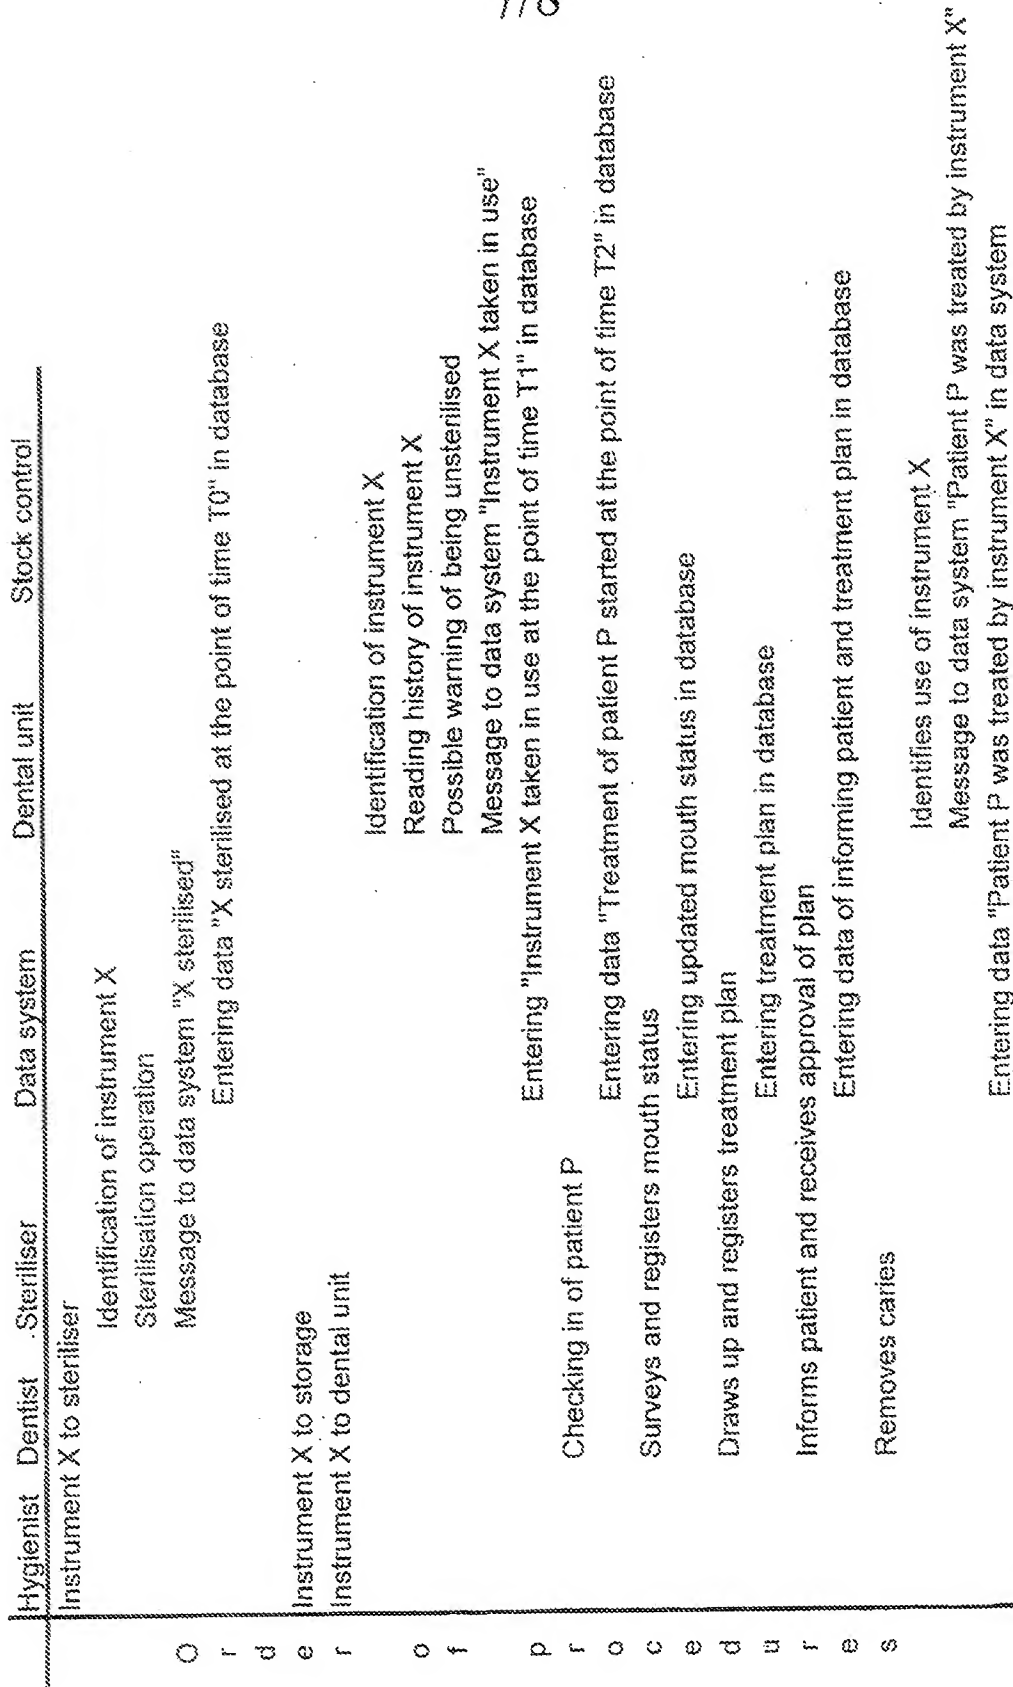 7/8
Hygienist Dentist Steriliser Data system Dental unit Stock control
Instrument X to steriliser
Identification of instrument X
Sterilisation operation
Message to data system "X sterilised"
Entering data "X sterilised at the point of time T0" in database
Instrument X to storage
Instrument X to dental unit
Identification of instrument X
Reading history of instrument X
Possible warning of being unsterilised
Message to data system "Instrument X taken in use"
Entering "Instrument X taken in use at the point of time T1" in database
Checking in of patient P
Entering data "Treatment of patient P started at the point of time T2" in database
Surveys and registers mouth status
Entering updated mouth status in database
Draws up and registers treatment plan
Entering treatment plan in database
Informs patient and receives approval of plan
Entering data of informing patient and treatment plan in database
Removes caries
Identifies use of instrument X
Message to data system "Patient P was treated by instrument X"
Entering data "Patient P was treated by instrument X" in data system
Order of procedures